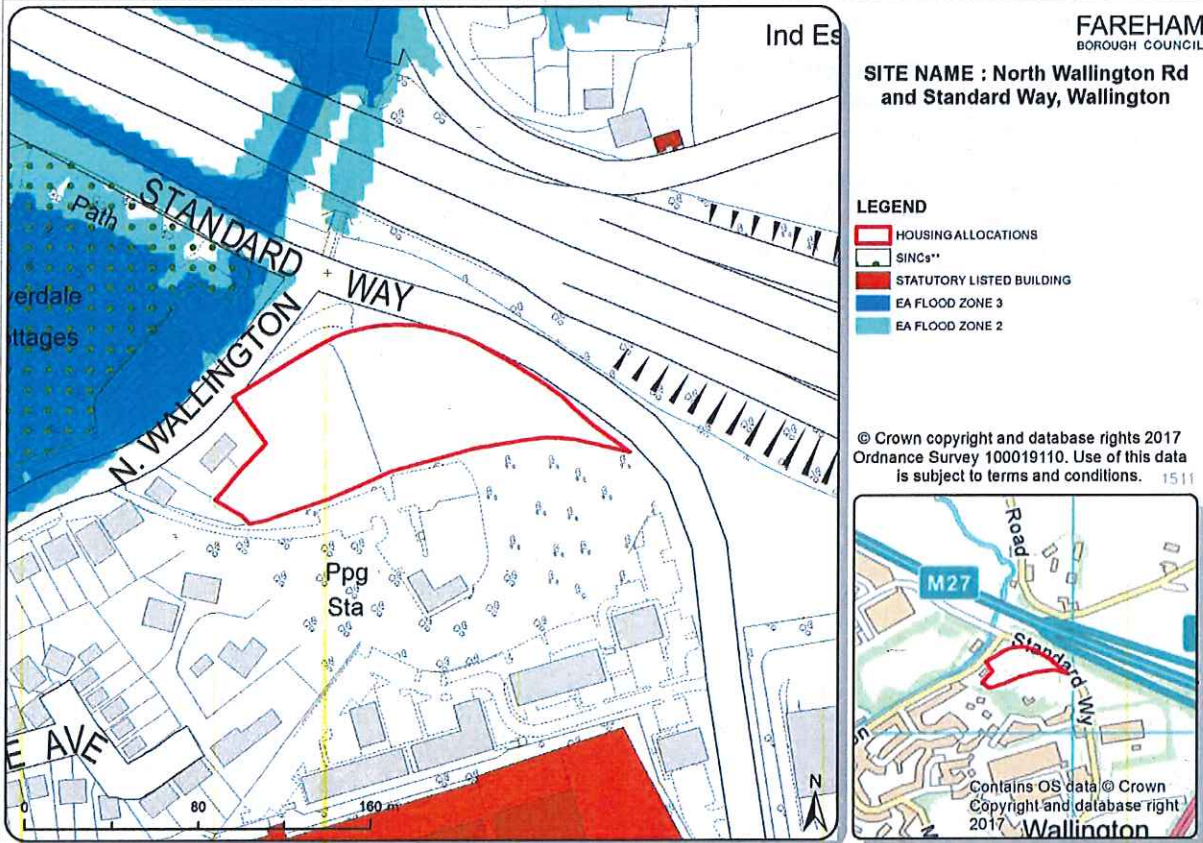 Ind Es
Path
STANDARD
WAY
verdale
ottages
N. WALLINGTON
Ppg
Sta
E AVE
0 80 160 m
N
FAREHAM
BOROUGH COUNCIL
SITE NAME : North Wallington Rd
and Standard Way, Wallington
LEGEND
HOUSING ALLOCATIONS
SINCs**
STATUTORY LISTED BUILDING
EA FLOOD ZONE 3
EA FLOOD ZONE 2
© Crown copyright and database rights 2017
Ordnance Survey 100019110. Use of this data
is subject to terms and conditions. 1511
Road
M27
Standard Wy
Contains OS data © Crown
Copyright and database right
2017
Wallington